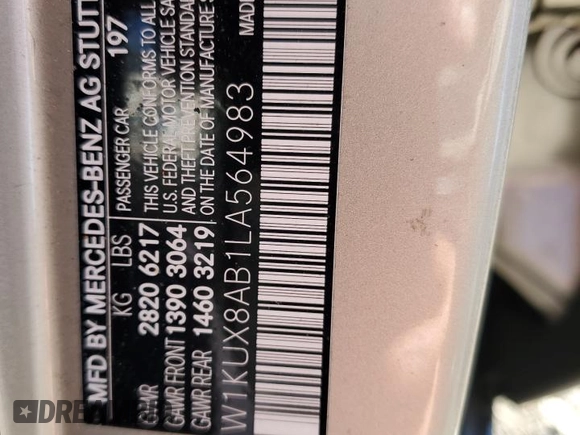 MFD BY MERCEDES-BENZ AG STUTT
197
KG LBS PASSENGER CAR
GVWR 2820 6217 THIS VEHICLE CONFORMS TO ALL
GAWR FRONT 1390 3064 U.S. FEDERAL MOTOR VEHICLE SA
GAWR REAR 1460 3219 AND THEFT PREVENTION STANDARD
ON THE DATE OF MANUFACTURE S
MADE
W1KUX8AB1LA564983